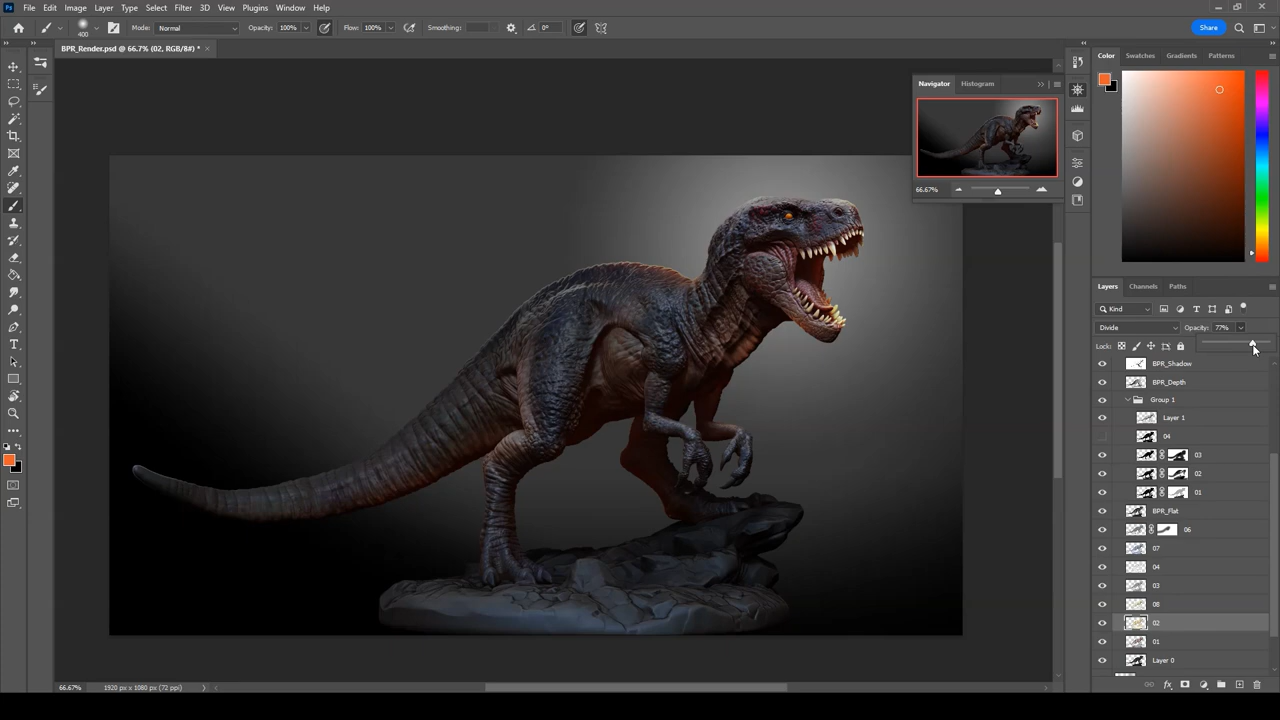 Ps File Edit Image Layer Type Select Filter 3D View Plugins Window Help
400 Mode: Normal Opacity: 100% Flow: 100% Smoothing: 0° Share
BPR_Render.psd @ 66.7% (02, RGB/8#) *
Color Swatches Gradients Patterns
Navigator Histogram
66.67%
Layers Channels Paths
Kind
Divide Opacity: 77%
Lock:
BPR_Shadow
BPR_Depth
Group 1
Layer 1
04
03
02
01
BPR_Flat
06
07
04
03
08
02
01
Layer 0
66.67% 1920 px x 1080 px (72 ppi)